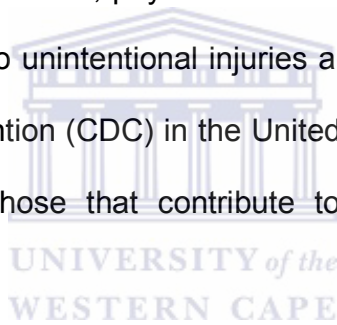 o unintentional injuries a
ntion (CDC) in the United
hose that contribute to
UNIVERSITY of the
WESTERN CAPE